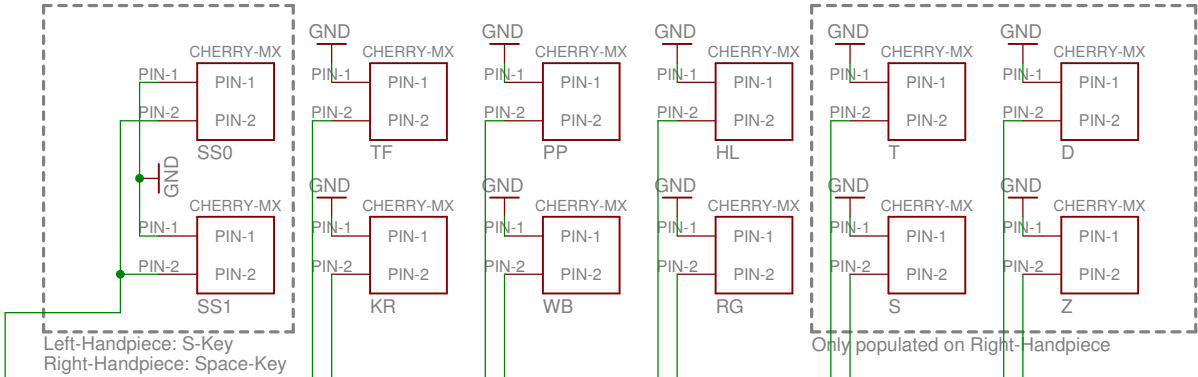 GND GND GND GND GND
CHERRY-MX CHERRY-MX CHERRY-MX CHERRY-MX CHERRY-MX CHERRY-MX
PIN-1 PIN-1 PIN-1 PIN-1 PIN-1 PIN-1 PIN-1 PIN-1 PIN-1 PIN-1 PIN-1 PIN-1
PIN-2 PIN-2 PIN-2 PIN-2 PIN-2 PIN-2 PIN-2 PIN-2 PIN-2 PIN-2 PIN-2 PIN-2
SS0 TF PP HL T D
GND GND GND GND GND GND
CHERRY-MX CHERRY-MX CHERRY-MX CHERRY-MX CHERRY-MX CHERRY-MX
PIN-1 PIN-1 PIN-1 PIN-1 PIN-1 PIN-1 PIN-1 PIN-1 PIN-1 PIN-1 PIN-1 PIN-1
PIN-2 PIN-2 PIN-2 PIN-2 PIN-2 PIN-2 PIN-2 PIN-2 PIN-2 PIN-2 PIN-2 PIN-2
SS1 KR WB RG S Z
Left-Handpiece: S-Key Only populated on Right-Handpiece
Right-Handpiece: Space-Key